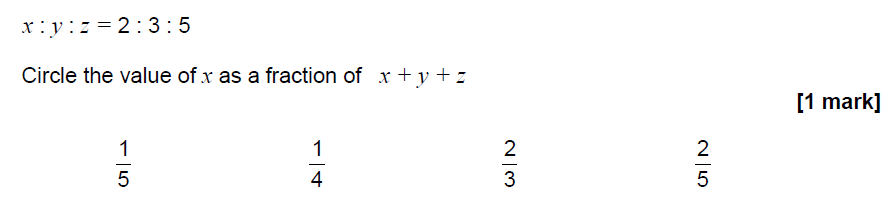 x : y : z = 2 : 3 : 5
Circle the value of x as a fraction of x + y + z
[1 mark]
1/5 1/4 2/3 2/5